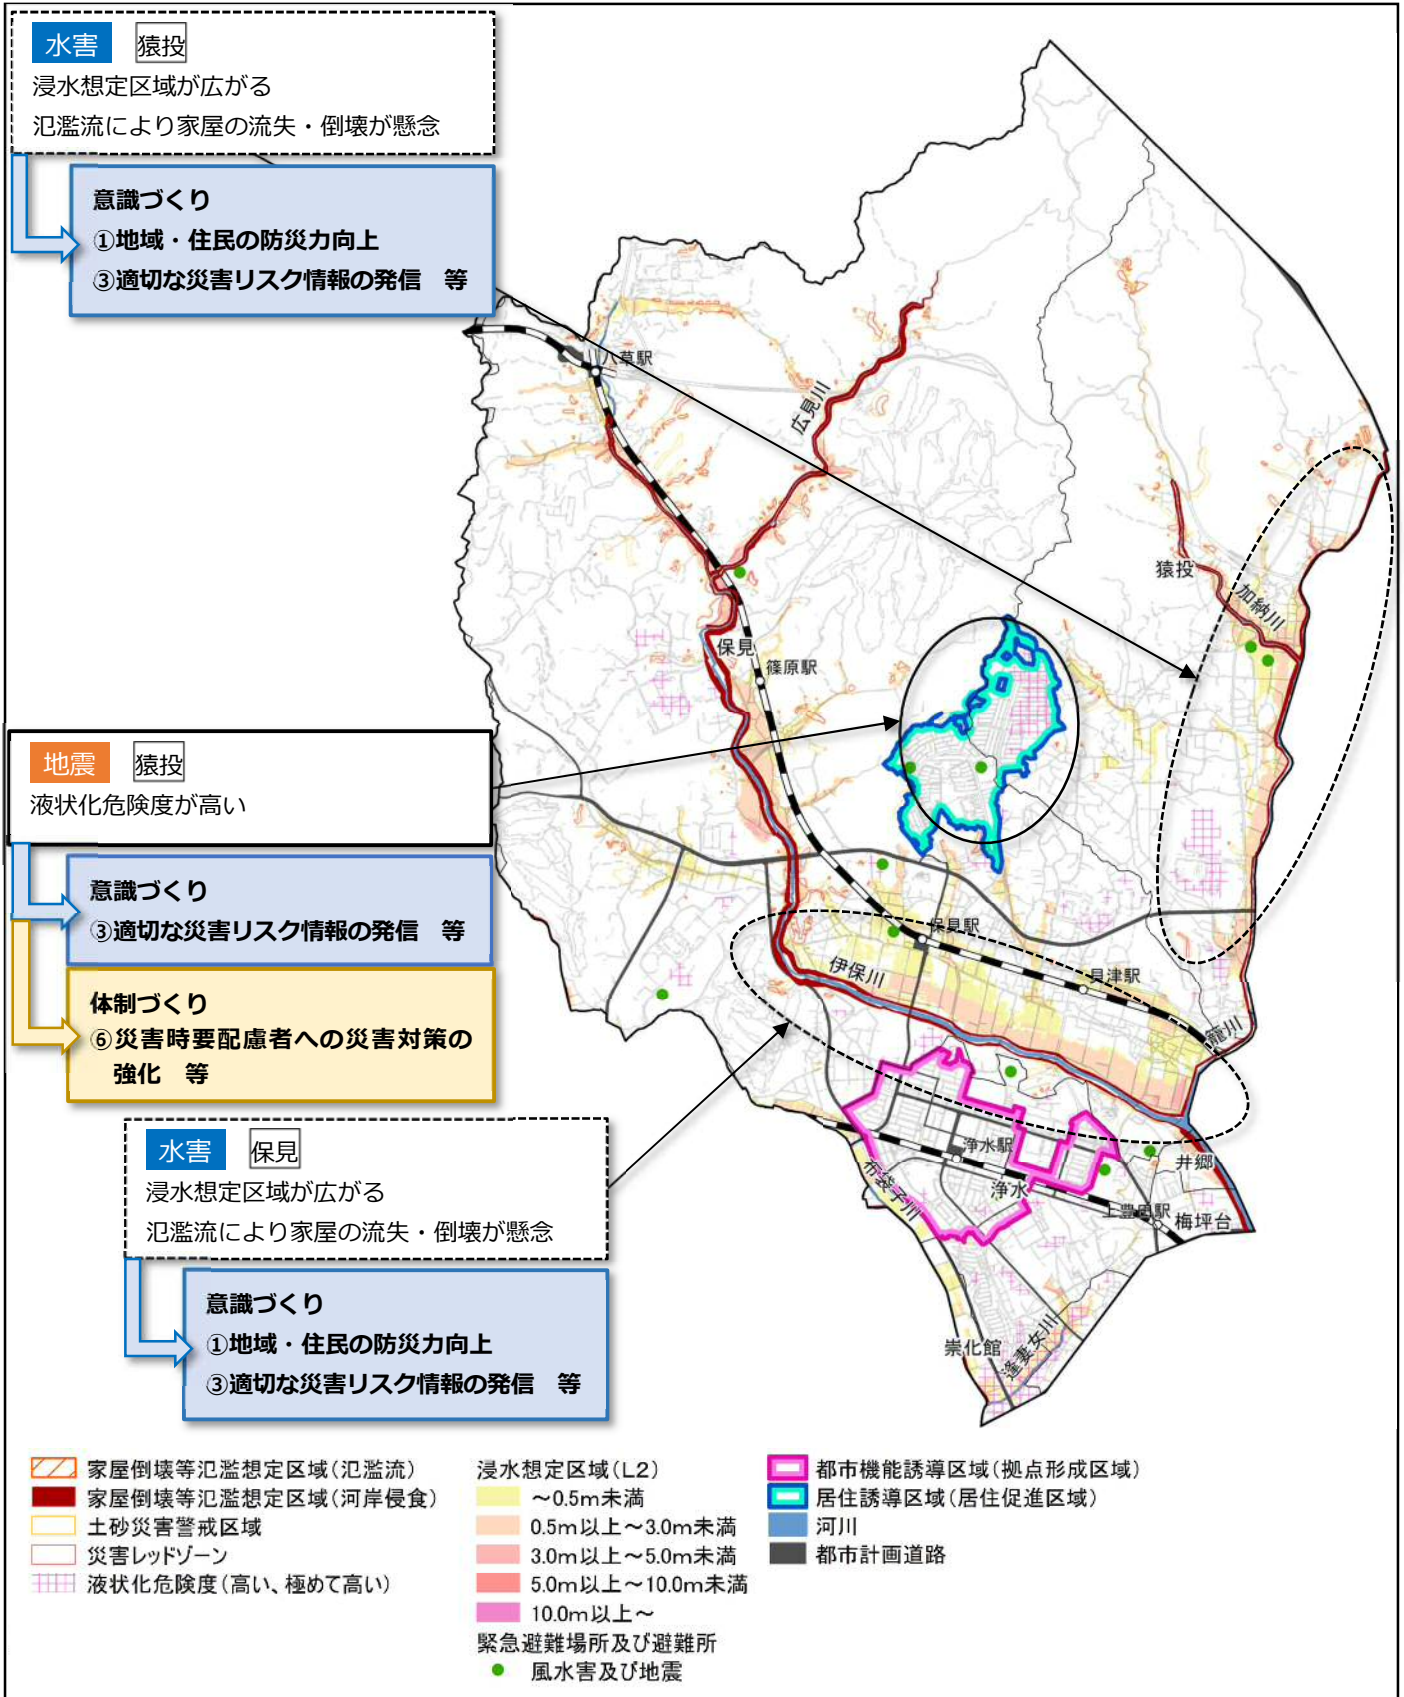 水害 猿投
浸水想定区域が広がる
氾濫流により家屋の流失・倒壊が懸念
意識づくり
①地域・住民の防災力向上
③適切な災害リスク情報の発信　等
八草駅
広見川
猿投
加納川
保見
篠原駅
地震 猿投
液状化危険度が高い
意識づくり
③適切な災害リスク情報の発信　等
体制づくり
⑥災害時要配慮者への災害対策の
強化　等
保見駅
伊保川
貝津駅
籠川
水害 保見
浸水想定区域が広がる
氾濫流により家屋の流失・倒壊が懸念
意識づくり
①地域・住民の防災力向上
③適切な災害リスク情報の発信　等
浄水駅
井郷
布袋子川
浄水
上豊田駅
梅坪台
崇化館
逢妻女川
家屋倒壊等氾濫想定区域(氾濫流)
家屋倒壊等氾濫想定区域(河岸侵食)
土砂災害警戒区域
災害レッドゾーン
液状化危険度(高い、極めて高い)
浸水想定区域(L2)
～0.5m未満
0.5m以上～3.0m未満
3.0m以上～5.0m未満
5.0m以上～10.0m未満
10.0m以上～
緊急避難場所及び避難所
風水害及び地震
都市機能誘導区域(拠点形成区域)
居住誘導区域(居住促進区域)
河川
都市計画道路